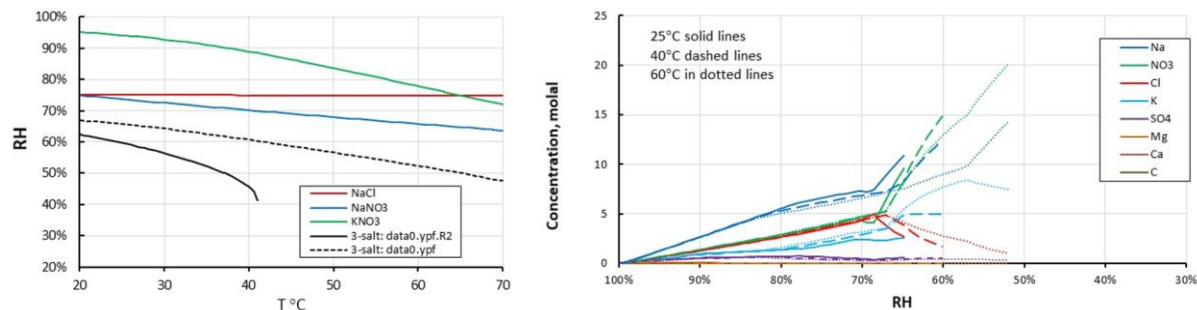 100%
90%
80%
70%
60%
50%
40%
30%
20%
RH
20
30
40
50
60
70
T °C
NaCl
NaNO3
KNO3
3-salt: data0.ypf.R2
3-salt: data0.ypf
25
20
15
10
5
0
Concentration, molal
25°C solid lines
40°C dashed lines
60°C in dotted lines
Na
NO3
Cl
K
SO4
Mg
Ca
C
100%
90%
80%
70%
60%
50%
40%
30%
RH